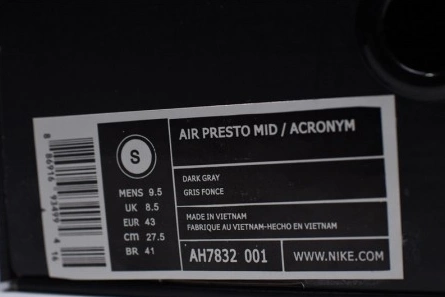 AIR PRESTO MID / ACRONYM
S
DARK GRAY
GRIS FONCE
MENS 9.5
UK 8.5
EUR 43
cm 27.5
BR 41
MADE IN VIETNAM
FABRIQUE AU VIETNAM-HECHO EN VIETNAM
AH7832 001
WWW.NIKE.COM